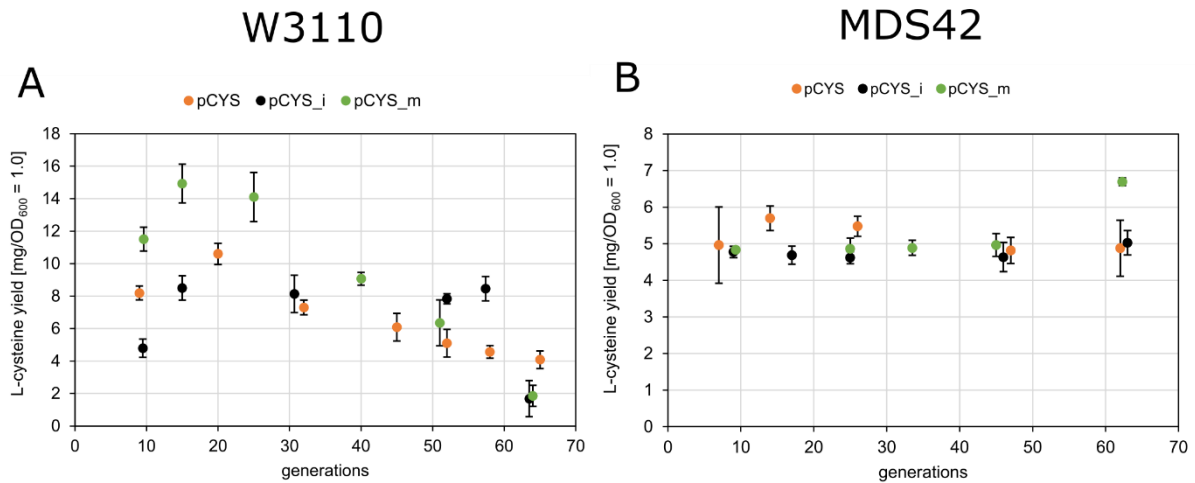 W3110
MDS42
A
pCYS pCYS_i pCYS_m
L-cysteine yield [mg/OD600 = 1.0]
18
16
14
12
10
8
6
4
2
0
0 10 20 30 40 50 60 70
generations
B
pCYS pCYS_i pCYS_m
L-cysteine yield [mg/OD600 = 1.0]
8
7
6
5
4
3
2
1
0
0 10 20 30 40 50 60 70
generations